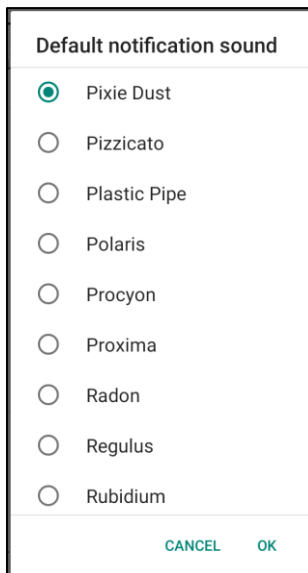 Default notification sound
Pixie Dust
Pizzicato
Plastic Pipe
Polaris
Procyon
Proxima
Radon
Regulus
Rubidium
CANCEL OK